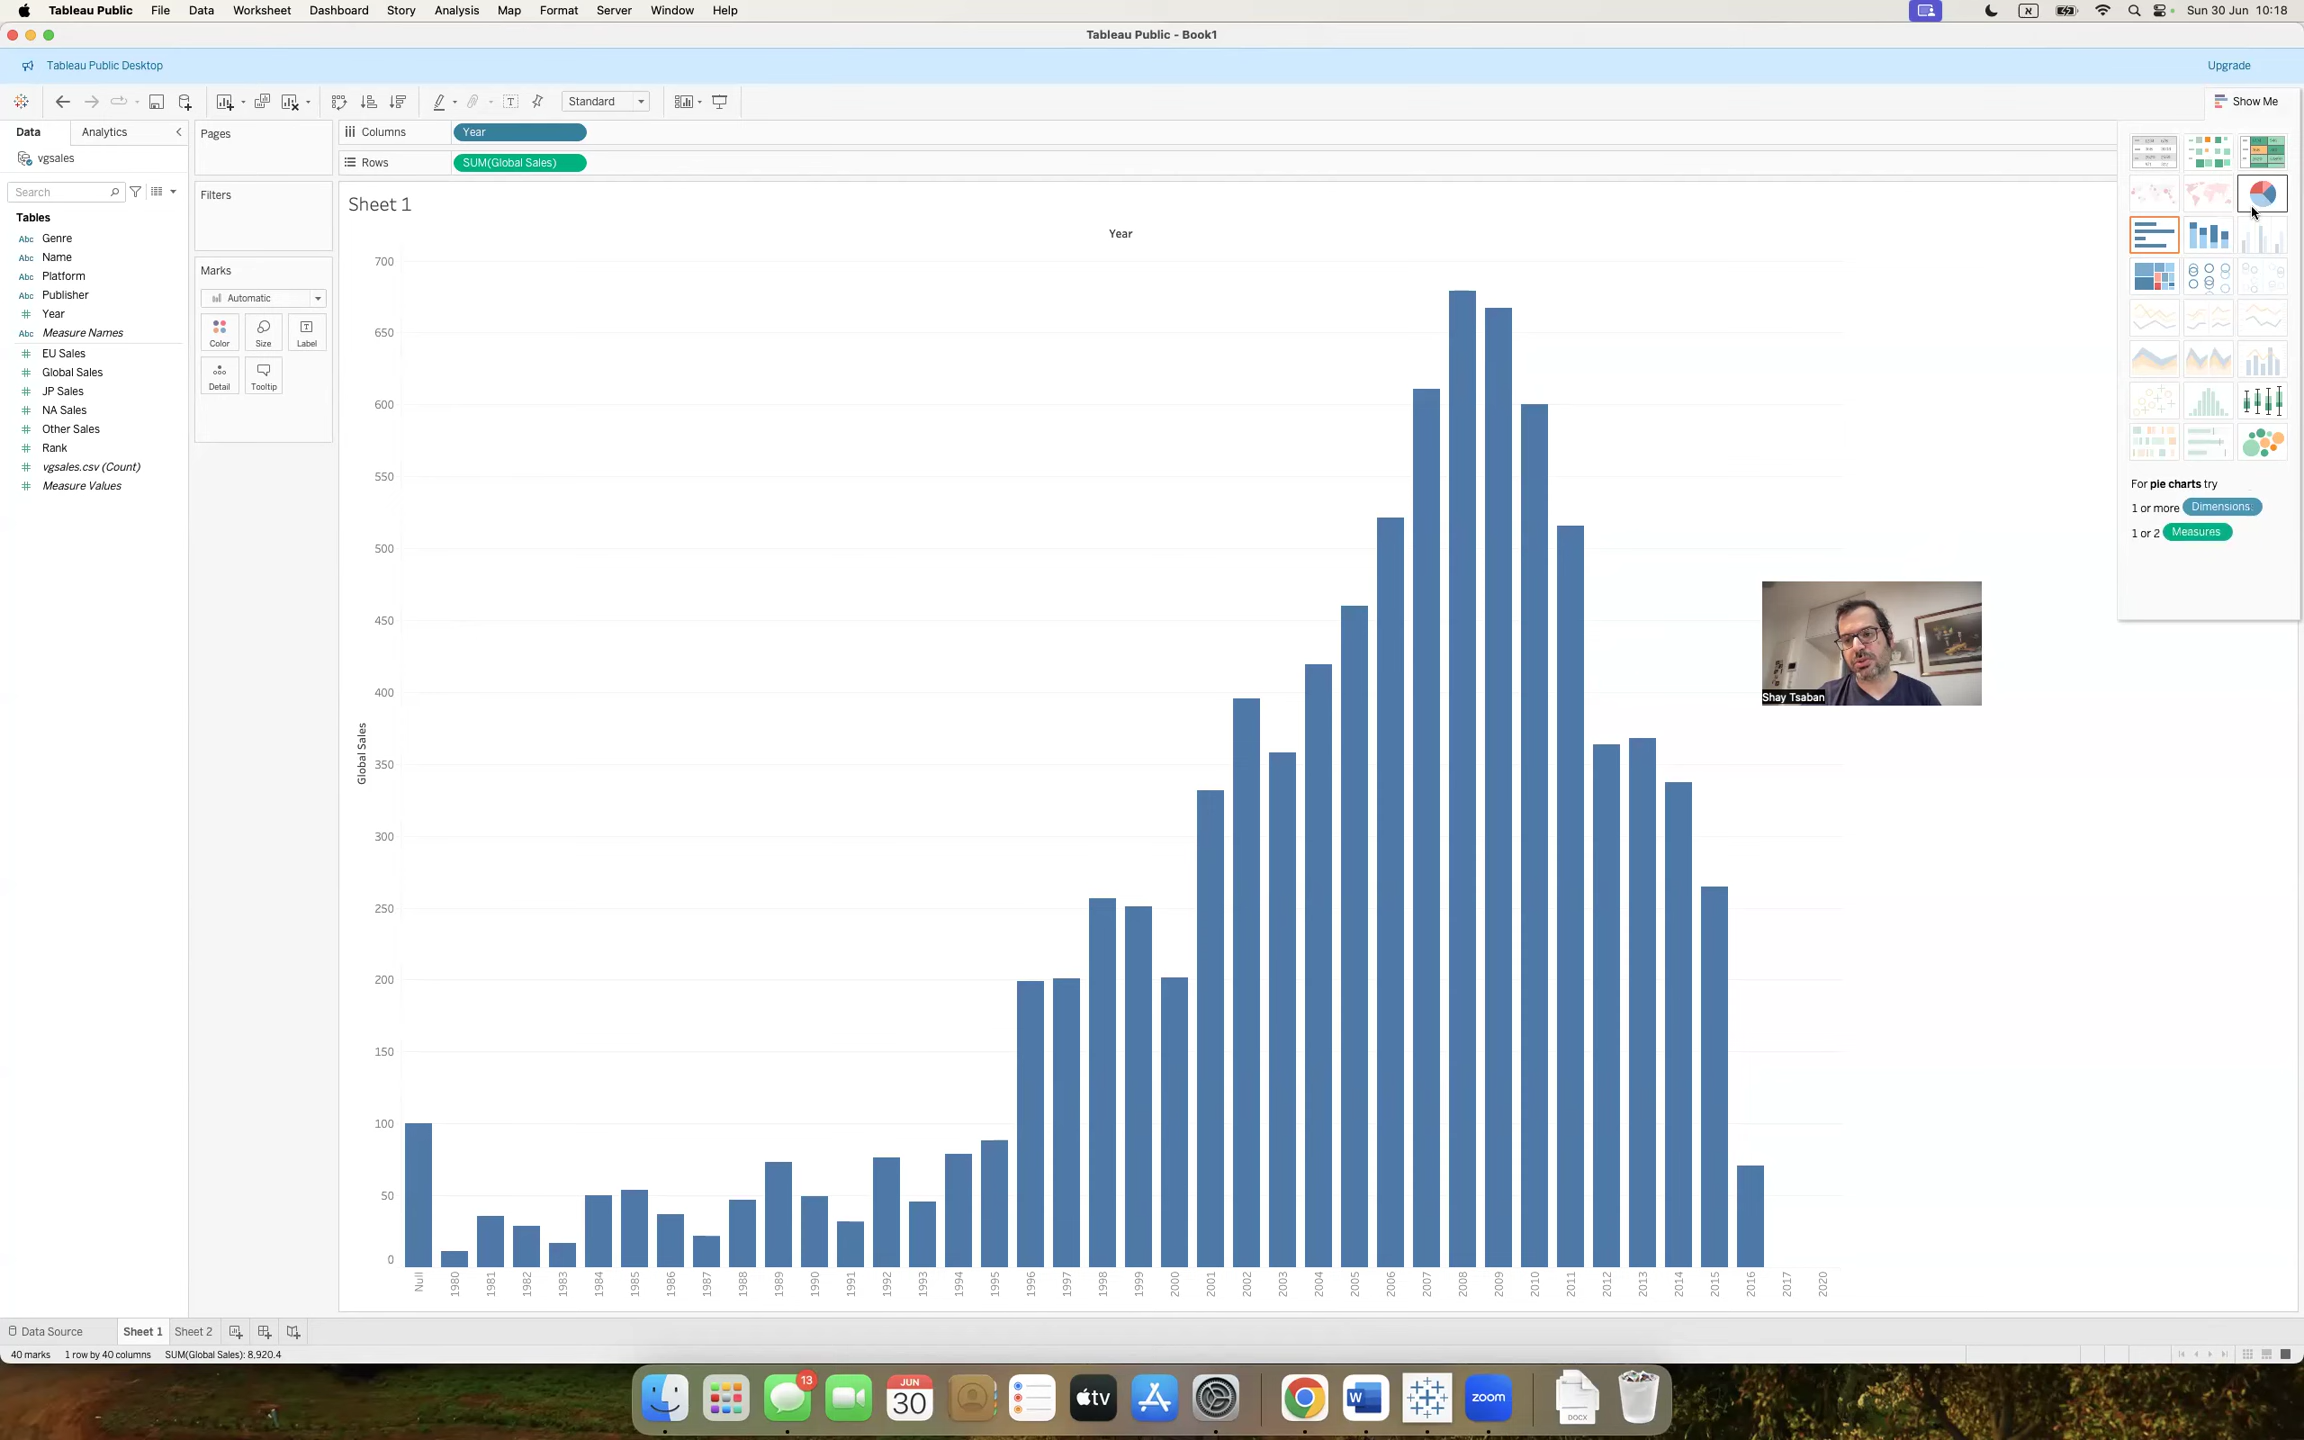 Tableau Public File Data Worksheet Dashboard Story Analysis Map Format Server Window Help Sun 30 Jun 10:18
Tableau Public - Book1
Tableau Public Desktop Upgrade
Standard Show Me
Data Analytics
vgsales
Search
Tables
Abc Genre
Abc Name
Abc Platform
Abc Publisher
Year
Abc Measure Names
EU Sales
Global Sales
JP Sales
NA Sales
Other Sales
Rank
vgsales.csv (Count)
Measure Values
Pages
Filters
Marks
Automatic
Color Size Label
Detail Tooltip
Columns Year
Rows SUM(Global Sales)
Sheet 1
Year
700
650
600
550
500
450
400
350
300
250
200
150
100
50
0
Global Sales
Null 1980 1981 1982 1983 1984 1985 1986 1987 1988 1989 1990 1991 1992 1993 1994 1995 1996 1997 1998 1999 2000 2001 2002 2003 2004 2005 2006 2007 2008 2009 2010 2011 2012 2013 2014 2015 2016 2017 2020
For pie charts try
1 or more Dimensions
1 or 2 Measures
Shay Tsaban
Data Source Sheet 1 Sheet 2
40 marks 1 row by 40 columns SUM(Global Sales): 8,920.4
13
JUN
30
tv
W
zoom
DOCX